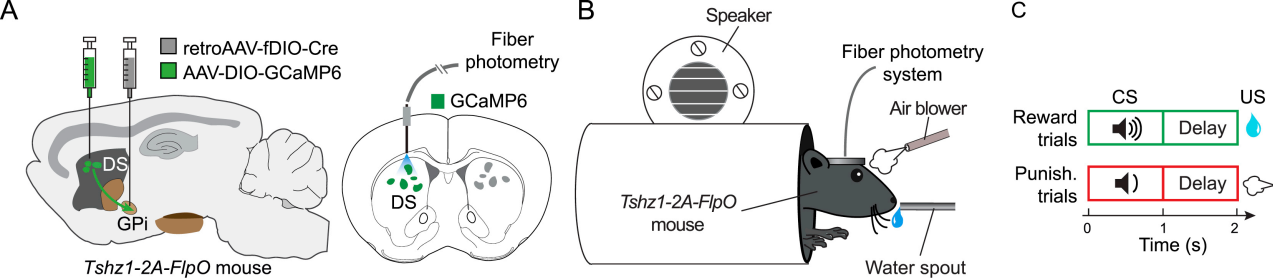 A
retroAAV-fDIO-Cre
AAV-DIO-GCaMP6
DS
GPi
Tshz1-2A-FlpO mouse
Fiber
photometry
GCaMP6
DS
B
Speaker
Fiber photometry
system
Air blower
Tshz1-2A-FlpO
mouse
Water spout
C
CS
US
Reward
trials
Delay
Punish.
trials
Delay
0
1
2
Time (s)